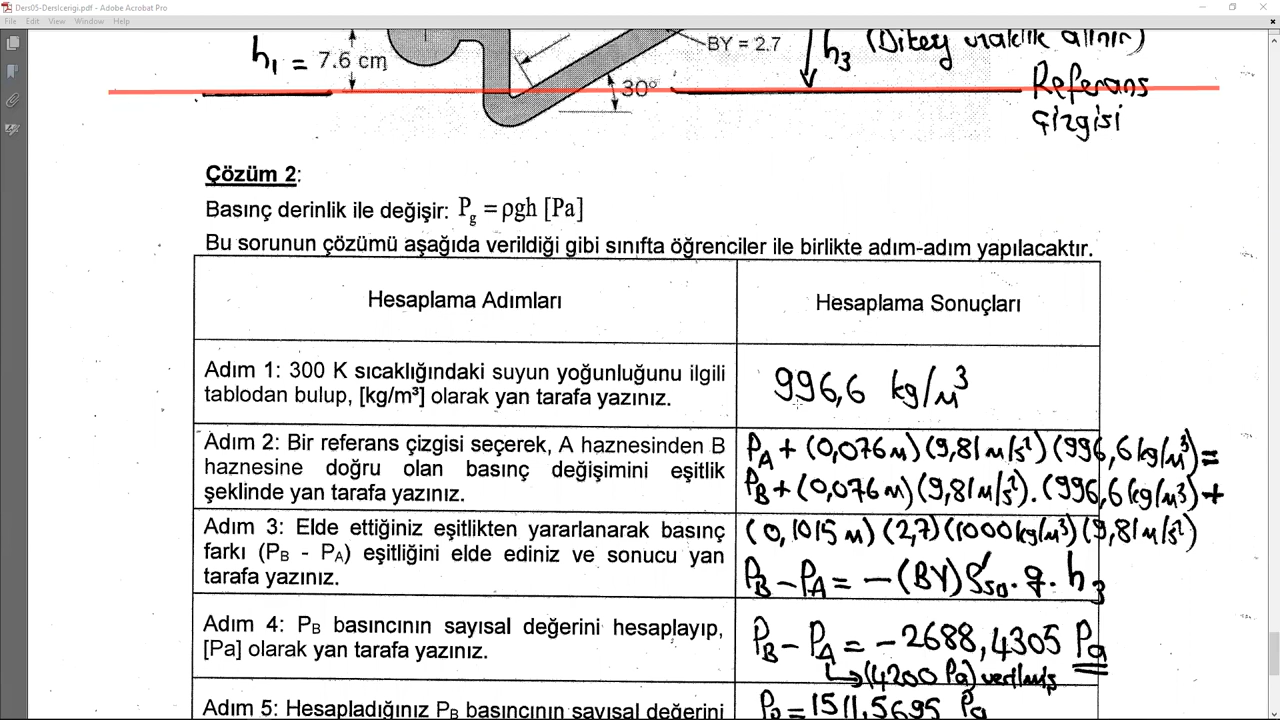 Ders05-DersIcerigi.pdf - Adobe Acrobat Pro
File Edit View Window Help
h₁ = 7.6 cm
BY = 2.7
h₃ (Dikey uzaklık alınır)
30°
Referans
Çizgisi
Çözüm 2:
Basınç derinlik ile değişir: Pg = ρgh [Pa]
Bu sorunun çözümü aşağıda verildiği gibi sınıfta öğrenciler ile birlikte adım-adım yapılacaktır.
Hesaplama Adımları
Hesaplama Sonuçları
Adım 1: 300 K sıcaklığındaki suyun yoğunluğunu ilgili
tablodan bulup, [kg/m³] olarak yan tarafa yazınız.
996,6 kg/m³
Adım 2: Bir referans çizgisi seçerek, A haznesinden B
haznesine doğru olan basınç değişimini eşitlik
şeklinde yan tarafa yazınız.
PA + (0,076 m) (9,81 m/s²) (996,6 kg/m³) =
PB + (0,076 m) (9,81 m/s²) . (996,6 kg/m³) +
(0,1015 m) (2,7) (1000 kg/m³) (9,81 m/s²)
Adım 3: Elde ettiğiniz eşitlikten yararlanarak basınç
farkı (PB - PA) eşitliğini elde ediniz ve sonucu yan
tarafa yazınız.
PB - PA = - (BY) ρso . g . h₃
Adım 4: PB basıncının sayısal değerini hesaplayıp,
[Pa] olarak yan tarafa yazınız.
PB - PA = - 2688,4305 Pa
(4200 Pa) verilmiş
Adım 5: Hesapladığınız PB basıncının sayısal değerini
PB = 1511,5695 Pa